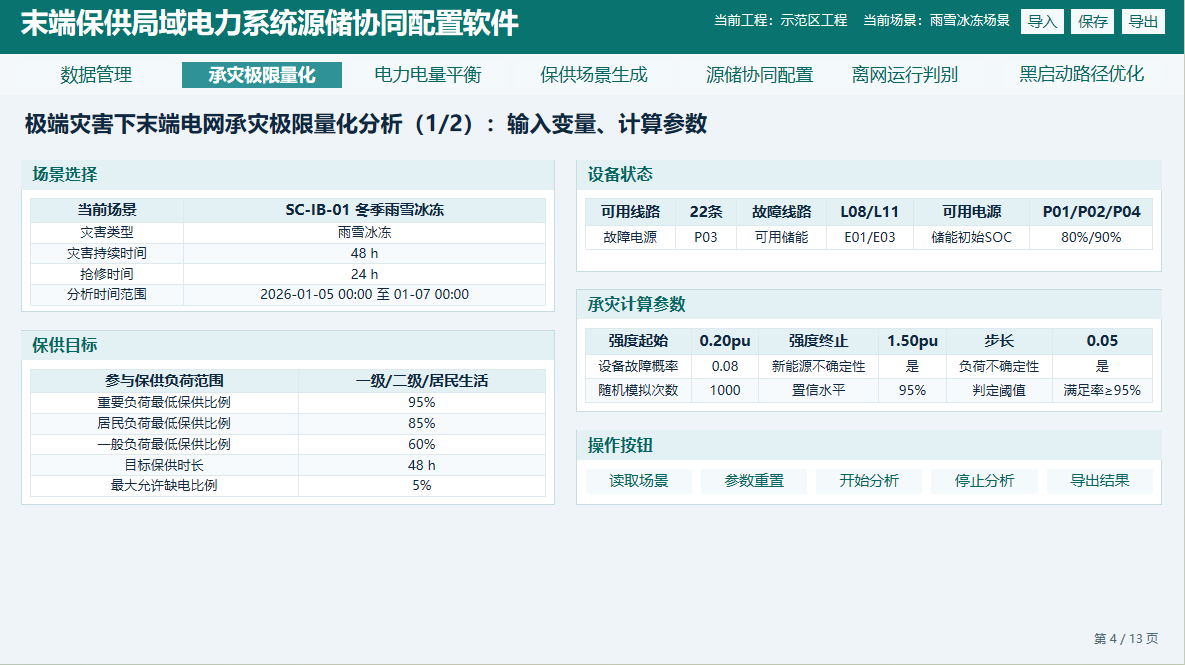 末端保供局域电力系统源储协同配置软件
当前工程：示范区工程 当前场景：雨雪冰冻场景 导入 保存 导出
数据管理 承灾极限量化 电力电量平衡 保供场景生成 源储协同配置 离网运行判别 黑启动路径优化
极端灾害下末端电网承灾极限量化分析（1/2）：输入变量、计算参数
场景选择
当前场景 SC-IB-01 冬季雨雪冰冻
灾害类型 雨雪冰冻
灾害持续时间 48 h
抢修时间 24 h
分析时间范围 2026-01-05 00:00 至 01-07 00:00
保供目标
参与保供负荷范围 一级/二级/居民生活
重要负荷最低保供比例 95%
居民负荷最低保供比例 85%
一般负荷最低保供比例 60%
目标保供时长 48 h
最大允许缺电比例 5%
设备状态
可用线路 22条 故障线路 L08/L11 可用电源 P01/P02/P04
故障电源 P03 可用储能 E01/E03 储能初始SOC 80%/90%
承灾计算参数
强度起始 0.20pu 强度终止 1.50pu 步长 0.05
设备故障概率 0.08 新能源不确定性 是 负荷不确定性 是
随机模拟次数 1000 置信水平 95% 判定阈值 满足率≥95%
操作按钮
读取场景 参数重置 开始分析 停止分析 导出结果
第 4 / 13 页